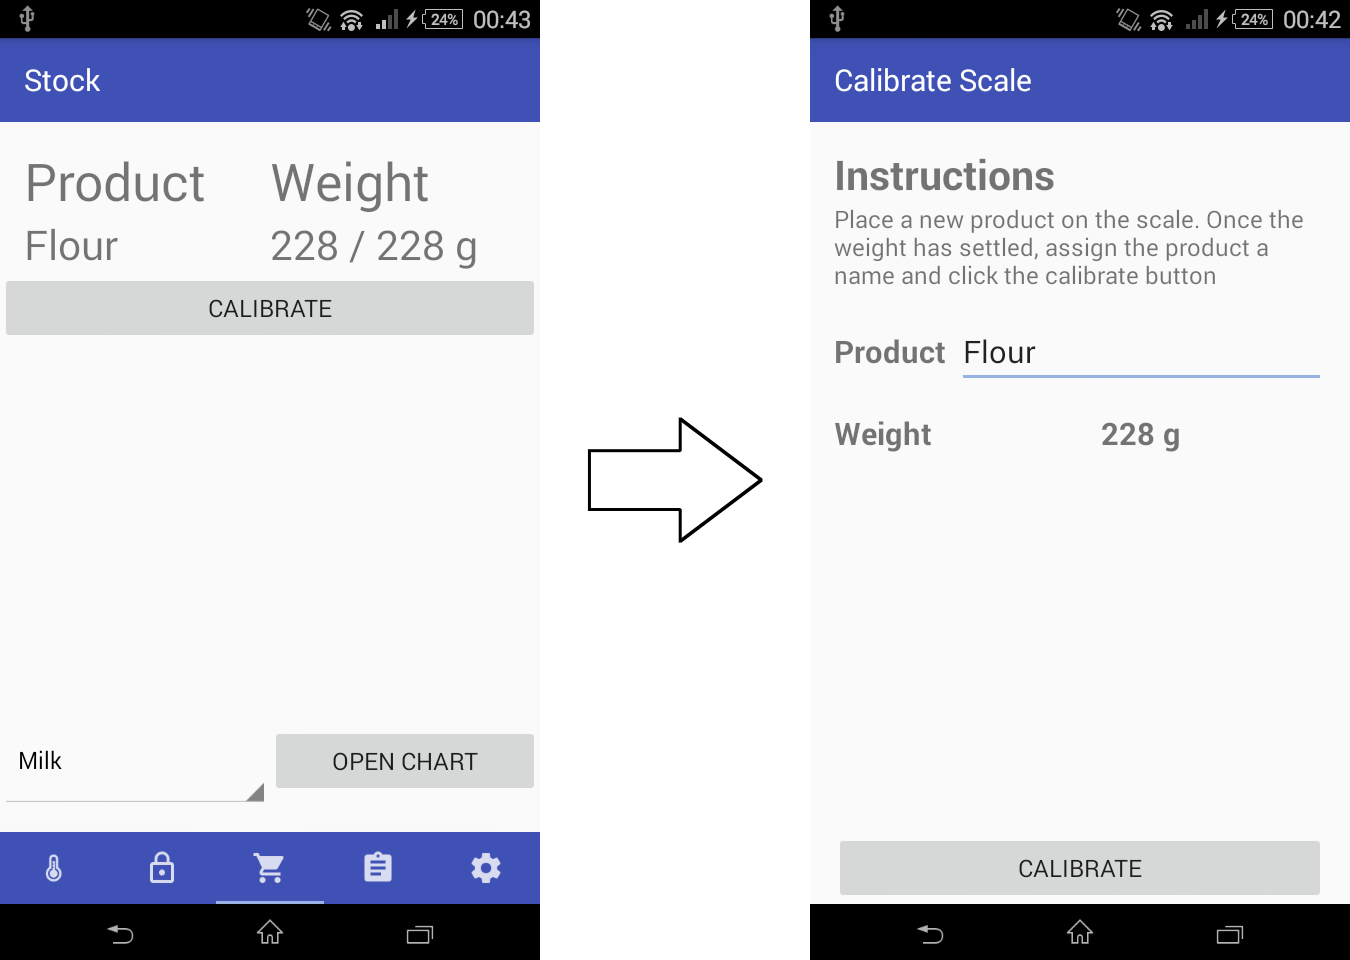 24% 00:43
Stock
Product Weight
Flour 228 / 228 g
CALIBRATE
Milk OPEN CHART
24% 00:42
Calibrate Scale
Instructions
Place a new product on the scale. Once the
weight has settled, assign the product a
name and click the calibrate button
Product Flour
Weight 228 g
CALIBRATE